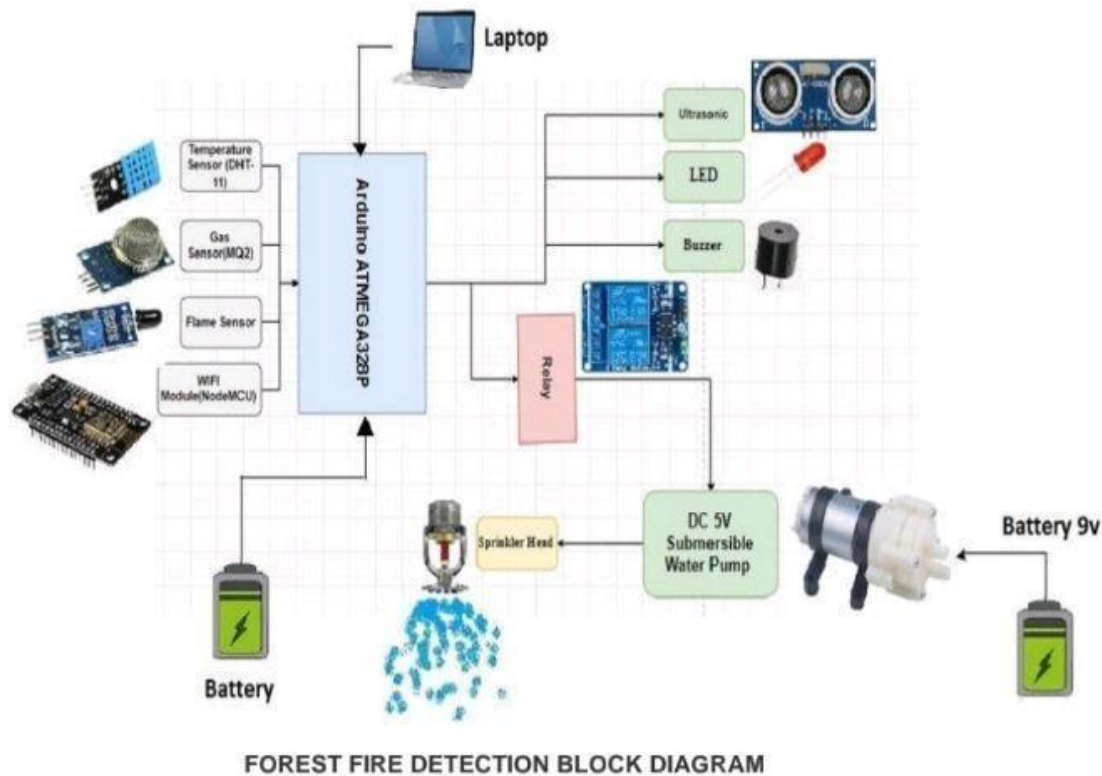 Laptop
Ultrasonic
Temperature
Sensor (DHT-
11)
LED
Arduino ATMEGA328P
Gas
Sensor(MQ2)
Buzzer
Flame Sensor
Relay
WIFI
Module(NodeMCU)
DC 5V
Submersible
Water Pump
Sprinkler Head
Battery 9v
Battery
FOREST FIRE DETECTION BLOCK DIAGRAM